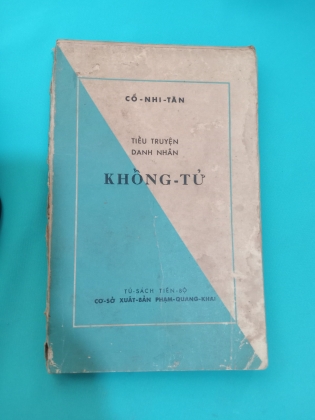 CỔ-NHI-TÂN
TIỂU TRUYỆN
DANH NHÂN
KHỔNG-TỬ
TỦ-SÁCH TIẾN-BỘ
CƠ-SỞ XUẤT-BẢN PHẠM-QUANG-KHAI